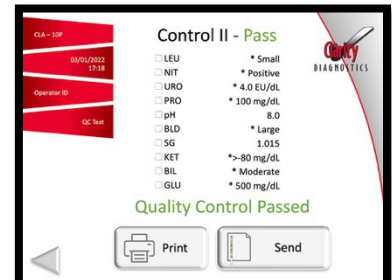 CLA – 10P
Control II - Pass
Clarity
DIAGNOSTICS
03/01/2022
17:18
Operator ID
QC Test
LEU * Small
NIT * Positive
URO * 4.0 EU/dL
PRO * 100 mg/dL
pH 8.0
BLD * Large
SG 1.015
KET *>-80 mg/dL
BIL * Moderate
GLU * 500 mg/dL
Quality Control Passed
Print
Send